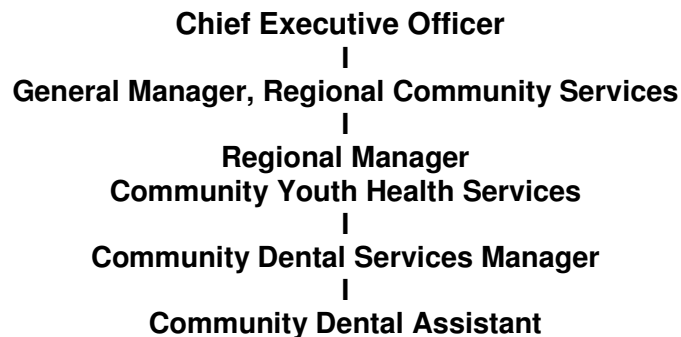 Chief Executive Officer
I
General Manager, Regional Community Services
I
Regional Manager
Community Youth Health Services
I
Community Dental Services Manager
I
Community Dental Assistant